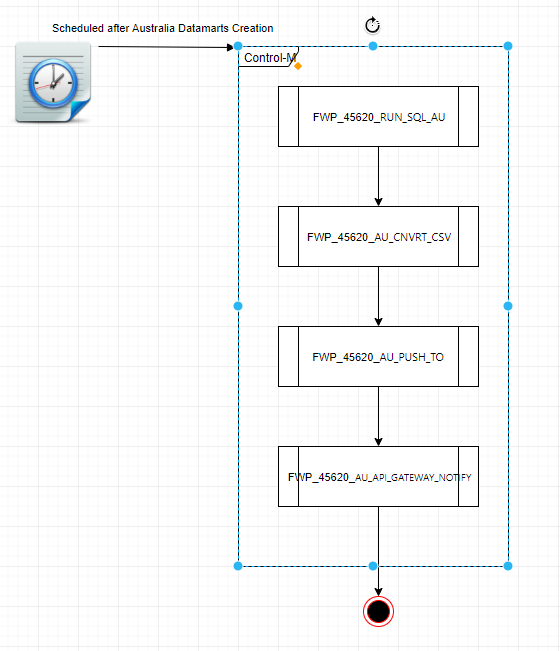 Scheduled after Australia Datamarts Creation
Control-M
FWP_45620_RUN_SQL_AU
FWP_45620_AU_CNVRT_CSV
FWP_45620_AU_PUSH_TO
FWP_45620_AU_API_GATEWAY_NOTIFY